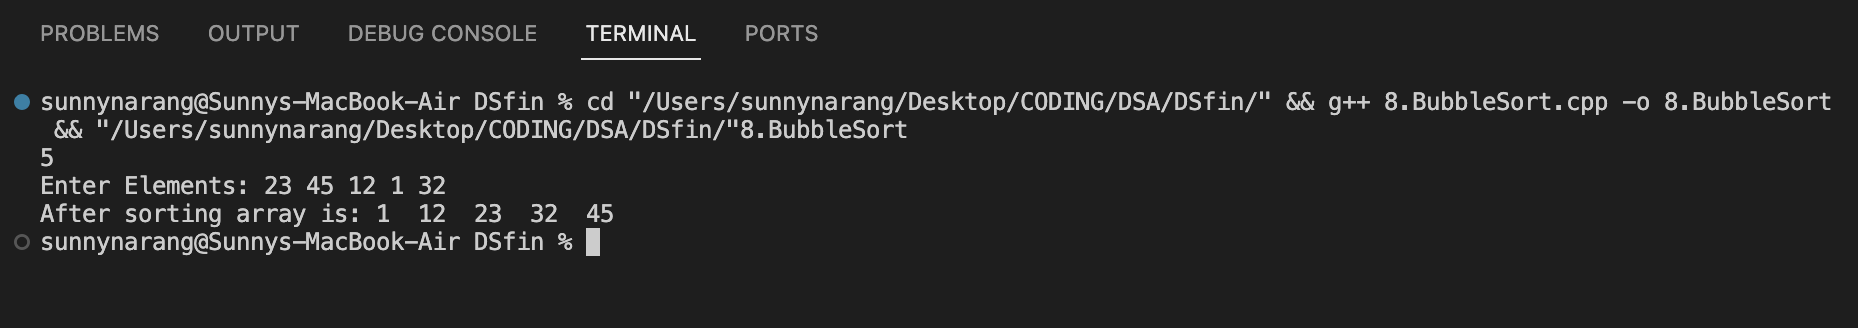 PROBLEMS OUTPUT DEBUG CONSOLE TERMINAL PORTS
sunnynarang@Sunnys-MacBook-Air DSfin % cd "/Users/sunnynarang/Desktop/CODING/DSA/DSfin/" && g++ 8.BubbleSort.cpp -o 8.BubbleSort
&& "/Users/sunnynarang/Desktop/CODING/DSA/DSfin/"8.BubbleSort
5
Enter Elements: 23 45 12 1 32
After sorting array is: 1  12  23  32  45
sunnynarang@Sunnys-MacBook-Air DSfin %